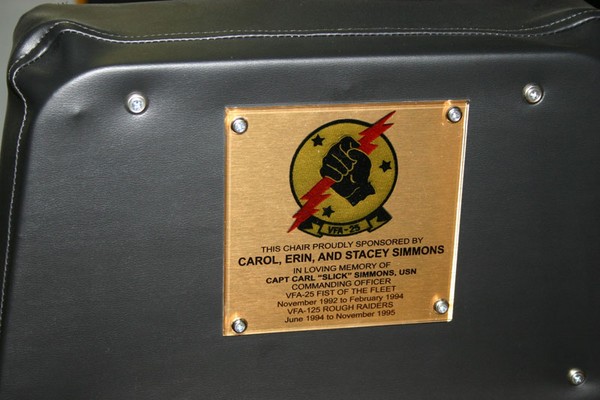 VFA-25
THIS CHAIR PROUDLY SPONSORED BY
CAROL, ERIN, AND STACEY SIMMONS
IN LOVING MEMORY OF
CAPT CARL "SLICK" SIMMONS, USN
COMMANDING OFFICER
VFA-25 FIST OF THE FLEET
November 1992 to February 1994
VFA-125 ROUGH RAIDERS
June 1994 to November 1995